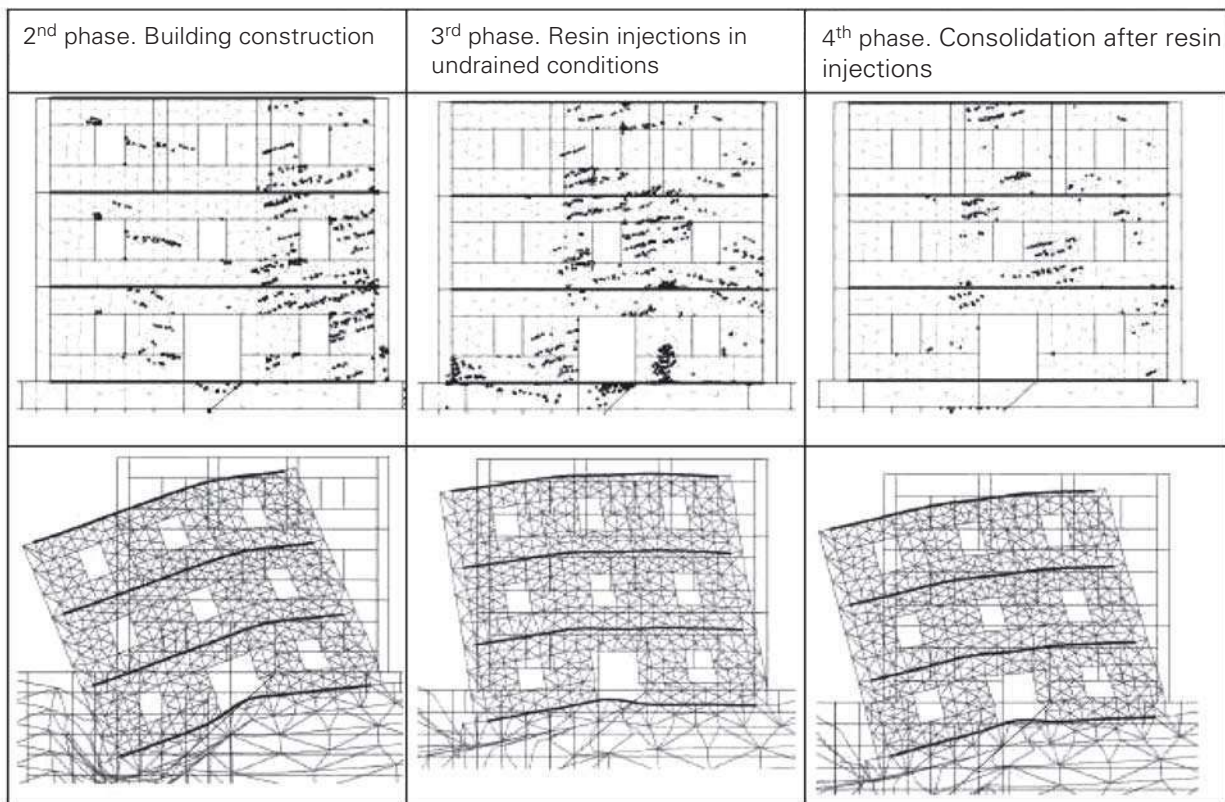 2nd phase. Building construction
3rd phase. Resin injections in
undrained conditions
4th phase. Consolidation after resin
injections